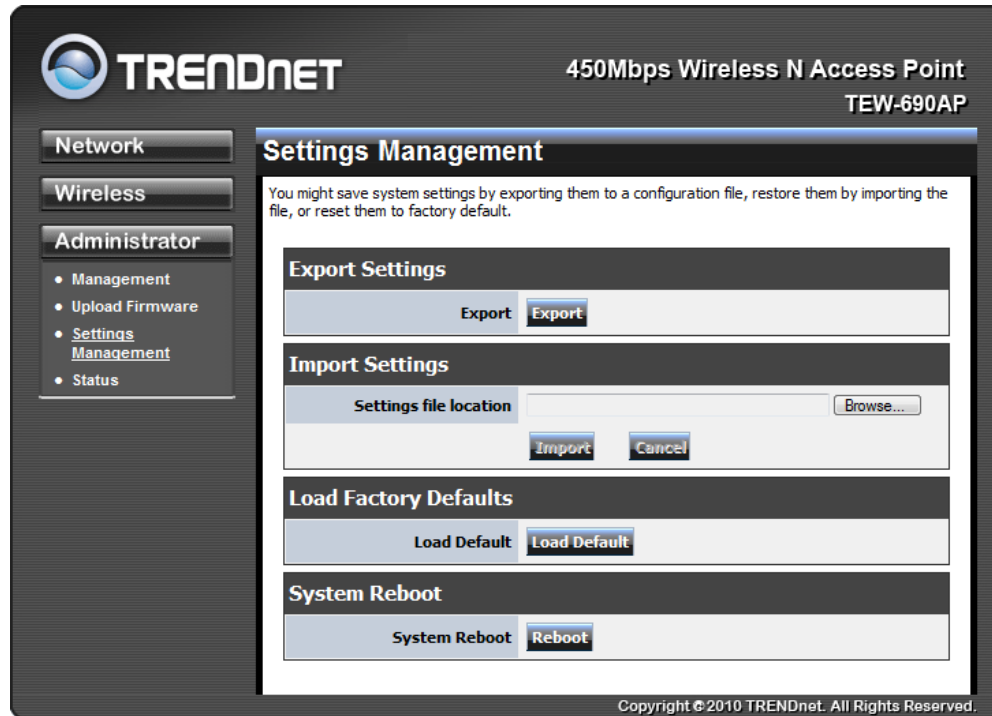 TRENDNET
450Mbps Wireless N Access Point
TEW-690AP
Network
Wireless
Administrator
• Management
• Upload Firmware
• Settings
Management
• Status
Settings Management
You might save system settings by exporting them to a configuration file, restore them by importing the
file, or reset them to factory default.
Export Settings
Export Export
Import Settings
Settings file location Browse...
Import Cancel
Load Factory Defaults
Load Default Load Default
System Reboot
System Reboot Reboot
Copyright © 2010 TRENDnet. All Rights Reserved.